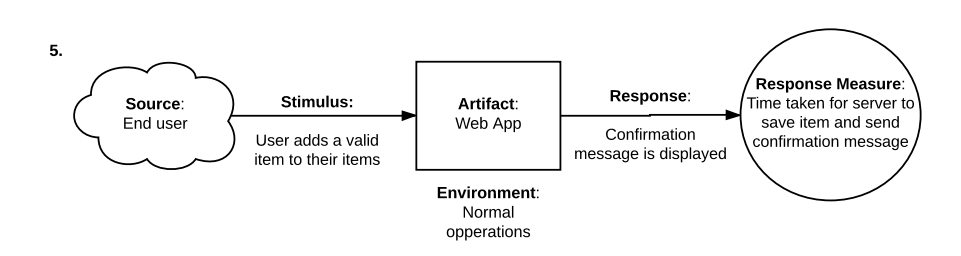 5.
Source:
End user
Stimulus:
User adds a valid
item to their items
Artifact:
Web App
Environment:
Normal
opperations
Response:
Confirmation
message is displayed
Response Measure:
Time taken for server to
save item and send
confirmation message